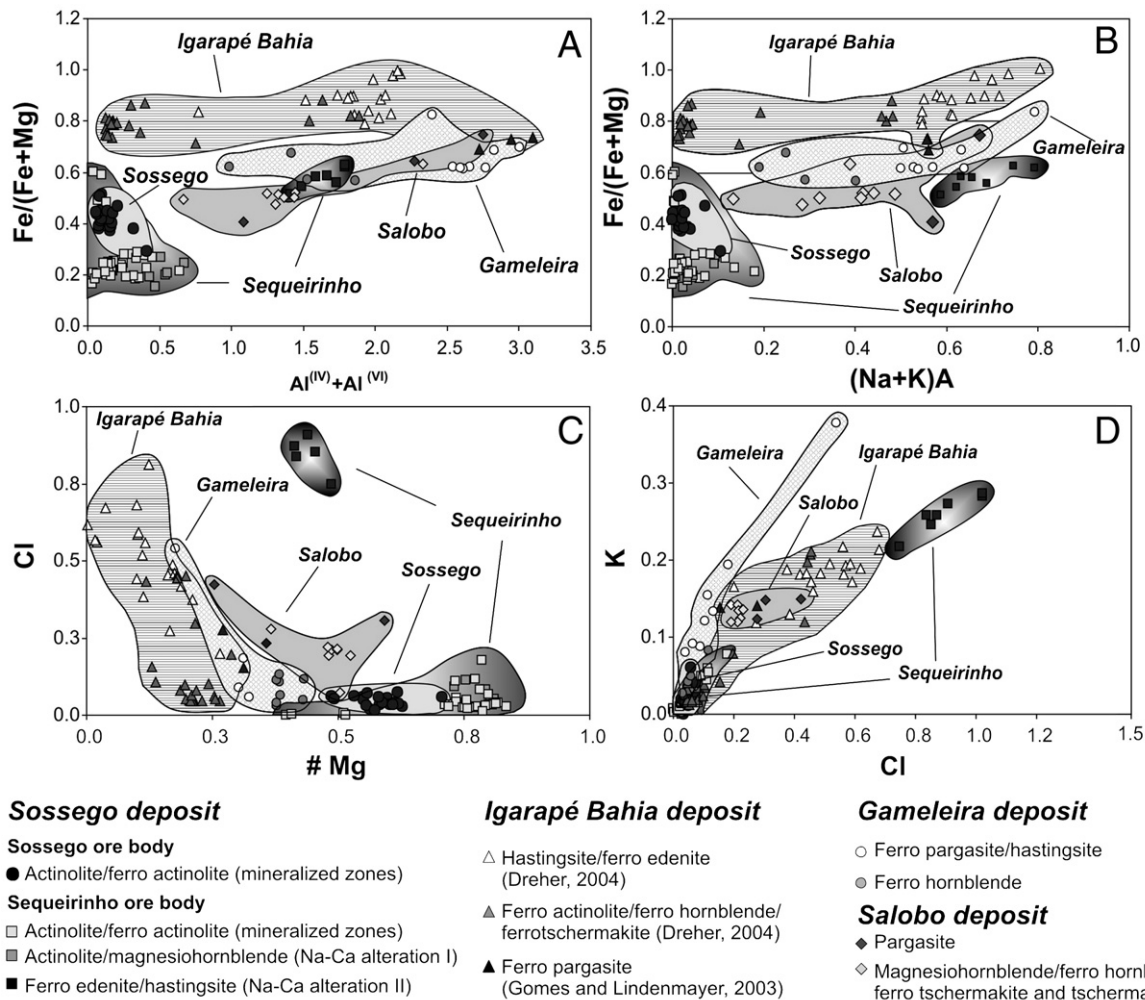 A
Fe/(Fe+Mg)
1.2
1.0
0.8
0.6
0.4
0.2
0.0
Igarapé Bahia
Sossego
Salobo
Gameleira
Sequeirinho
0.0 0.5 1.0 1.5 2.0 2.5 3.0 3.5
Al(IV)+Al (VI)
B
Fe/(Fe+Mg)
1.2
1.0
0.8
0.6
0.4
0.2
0.0
Igarapé Bahia
Gameleira
Sossego
Salobo
Sequeirinho
0.0 0.2 0.4 0.6 0.8 1.0
(Na+K)A
C
Cl
1.0
0.8
0.5
0.3
0.0
Igarapé Bahia
Gameleira
Sequeirinho
Salobo
Sossego
0.0 0.3 0.5 0.8 1.0
# Mg
D
K
0.4
0.3
0.2
0.1
0.0
Gameleira
Igarapé Bahia
Salobo
Sossego
Sequeirinho
0.0 0.2 0.4 0.6 0.8 1.0 1.2 1.5
Cl
Sossego deposit
Sossego ore body
Actinolite/ferro actinolite (mineralized zones)
Sequeirinho ore body
Actinolite/ferro actinolite (mineralized zones)
Actinolite/magnesiohornblende (Na-Ca alteration I)
Ferro edenite/hastingsite (Na-Ca alteration II)
Igarapé Bahia deposit
Hastingsite/ferro edenite
(Dreher, 2004)
Ferro actinolite/ferro hornblende/
ferrotschermakite (Dreher, 2004)
Ferro pargasite
(Gomes and Lindenmayer, 2003)
Gameleira deposit
Ferro pargasite/hastingsite
Ferro hornblende
Salobo deposit
Pargasite
Magnesiohornblende/ferro hornbl
ferro tschermakite and tscherma